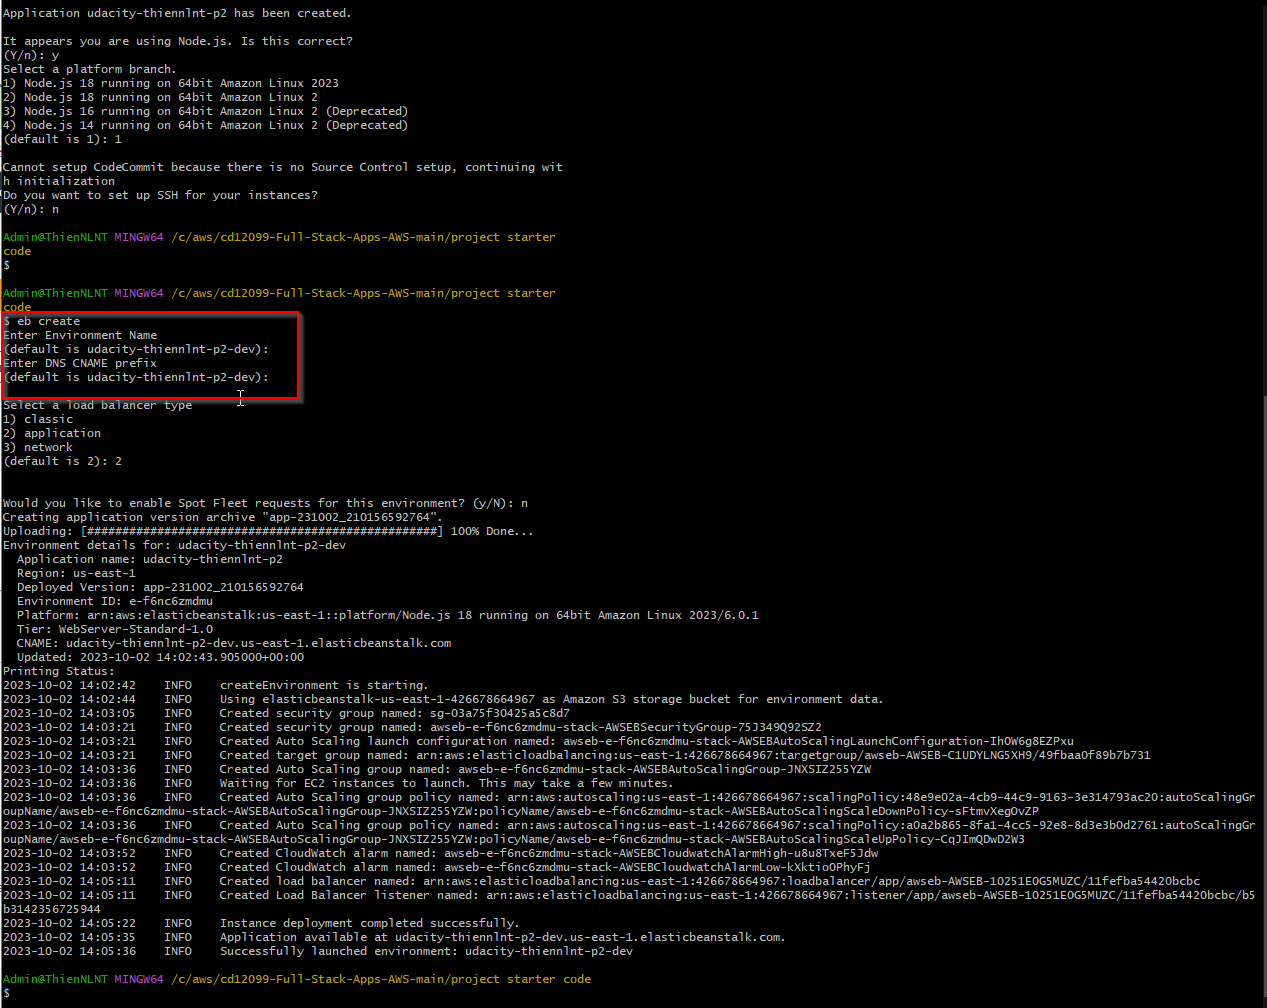 Application udacity-thiennlnt-p2 has been created.
It appears you are using Node.js. Is this correct?
(Y/n): y
Select a platform branch.
1) Node.js 18 running on 64bit Amazon Linux 2023
2) Node.js 18 running on 64bit Amazon Linux 2
3) Node.js 16 running on 64bit Amazon Linux 2 (Deprecated)
4) Node.js 14 running on 64bit Amazon Linux 2 (Deprecated)
(default is 1): 1
Cannot setup CodeCommit because there is no Source Control setup, continuing wit
h initialization
Do you want to set up SSH for your instances?
(Y/n): n
Admin@ThienNLNT MINGW64 /c/aws/cd12099-Full-Stack-Apps-AWS-main/project starter
code
$
Admin@ThienNLNT MINGW64 /c/aws/cd12099-Full-Stack-Apps-AWS-main/project starter
code
$ eb create
Enter Environment Name
(default is udacity-thiennlnt-p2-dev):
Enter DNS CNAME prefix
(default is udacity-thiennlnt-p2-dev):
Select a load balancer type
1) classic
2) application
3) network
(default is 2): 2
Would you like to enable Spot Fleet requests for this environment? (y/N): n
Creating application version archive "app-231002_210156592764".
Uploading: [##################################################] 100% Done...
Environment details for: udacity-thiennlnt-p2-dev
Application name: udacity-thiennlnt-p2
Region: us-east-1
Deployed Version: app-231002_210156592764
Environment ID: e-f6nc6zmdmu
Platform: arn:aws:elasticbeanstalk:us-east-1::platform/Node.js 18 running on 64bit Amazon Linux 2023/6.0.1
Tier: WebServer-Standard-1.0
CNAME: udacity-thiennlnt-p2-dev.us-east-1.elasticbeanstalk.com
Updated: 2023-10-02 14:02:43.905000+00:00
Printing Status:
2023-10-02 14:02:42 INFO createEnvironment is starting.
2023-10-02 14:02:44 INFO Using elasticbeanstalk-us-east-1-426678664967 as Amazon S3 storage bucket for environment data.
2023-10-02 14:03:05 INFO Created security group named: sg-03a75f30425a5c8d7
2023-10-02 14:03:21 INFO Created security group named: awseb-e-f6nc6zmdmu-stack-AWSEBSecurityGroup-75J349Q92SZ2
2023-10-02 14:03:21 INFO Created Auto Scaling launch configuration named: awseb-e-f6nc6zmdmu-stack-AWSEBAutoScalingLaunchConfiguration-IhOW6g8EZPxu
2023-10-02 14:03:21 INFO Created target group named: arn:aws:elasticloadbalancing:us-east-1:426678664967:targetgroup/awseb-AWSEB-C1UDYLNG5XH9/49fbaa0f89b7b731
2023-10-02 14:03:36 INFO Created Auto Scaling group named: awseb-e-f6nc6zmdmu-stack-AWSEBAutoScalingGroup-JNXSIZ255YZW
2023-10-02 14:03:36 INFO Waiting for EC2 instances to launch. This may take a few minutes.
2023-10-02 14:03:36 INFO Created Auto Scaling group policy named: arn:aws:autoscaling:us-east-1:426678664967:scalingPolicy:48e9e02a-4cb9-44c9-9163-3e314793ac20:autoScalingGr
oupName/awseb-e-f6nc6zmdmu-stack-AWSEBAutoScalingGroup-JNXSIZ255YZW:policyName/awseb-e-f6nc6zmdmu-stack-AWSEBAutoScalingScaleDownPolicy-sFtmvXegOvZP
2023-10-02 14:03:36 INFO Created Auto Scaling group policy named: arn:aws:autoscaling:us-east-1:426678664967:scalingPolicy:a0a2b865-8fa1-4cc5-92e8-8d3e3b0d2761:autoScalingGr
oupName/awseb-e-f6nc6zmdmu-stack-AWSEBAutoScalingGroup-JNXSIZ255YZW:policyName/awseb-e-f6nc6zmdmu-stack-AWSEBAutoScalingScaleUpPolicy-CqJImQDwD2W3
2023-10-02 14:03:52 INFO Created CloudWatch alarm named: awseb-e-f6nc6zmdmu-stack-AWSEBCloudwatchAlarmHigh-u8u8TxeF5Jdw
2023-10-02 14:03:52 INFO Created CloudWatch alarm named: awseb-e-f6nc6zmdmu-stack-AWSEBCloudwatchAlarmLow-kXktioOPhyFj
2023-10-02 14:05:11 INFO Created load balancer named: arn:aws:elasticloadbalancing:us-east-1:426678664967:loadbalancer/app/awseb-AWSEB-1O251E0G5MUZC/11fefba54420bcbc
2023-10-02 14:05:11 INFO Created Load Balancer listener named: arn:aws:elasticloadbalancing:us-east-1:426678664967:listener/app/awseb-AWSEB-1O251E0G5MUZC/11fefba54420bcbc/b5
b3142356725944
2023-10-02 14:05:22 INFO Instance deployment completed successfully.
2023-10-02 14:05:35 INFO Application available at udacity-thiennlnt-p2-dev.us-east-1.elasticbeanstalk.com.
2023-10-02 14:05:36 INFO Successfully launched environment: udacity-thiennlnt-p2-dev
Admin@ThienNLNT MINGW64 /c/aws/cd12099-Full-Stack-Apps-AWS-main/project starter code
$